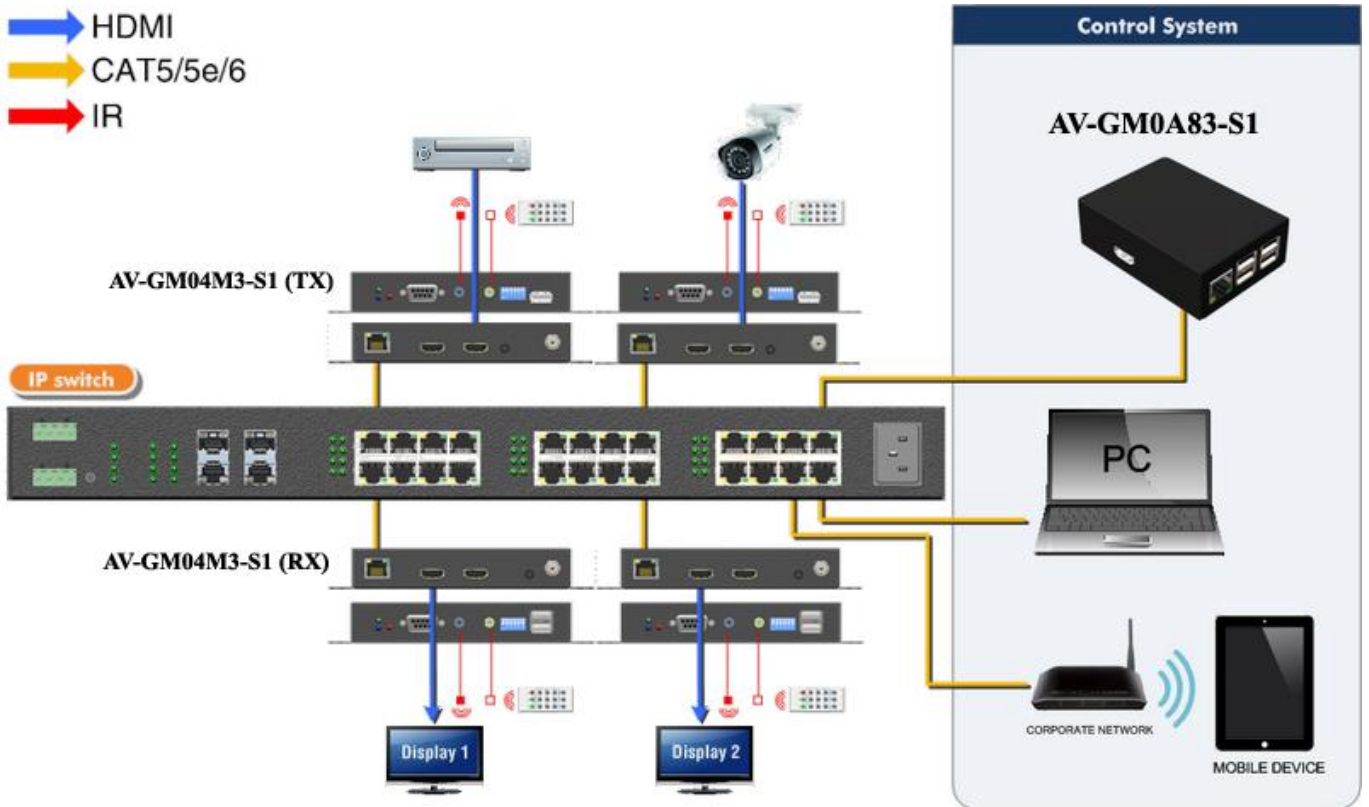 HDMI
CAT5/5e/6
IR
Control System
AV-GM0A83-S1
AV-GM04M3-S1 (TX)
IP switch
PC
AV-GM04M3-S1 (RX)
CORPORATE NETWORK
MOBILE DEVICE
Display 1
Display 2